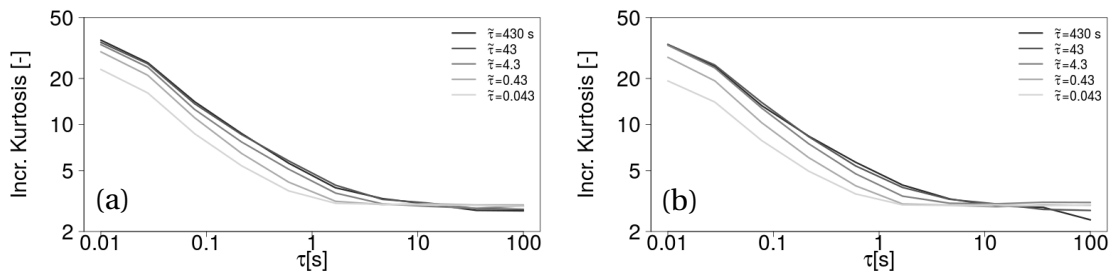 50
20
10
5
2
Incr. Kurtosis [-]
τ̃=430 s
τ̃=43
τ̃=4.3
τ̃=0.43
τ̃=0.043
(a)
0.01 0.1 1 10 100
τ[s]
50
20
10
5
2
Incr. Kurtosis [-]
τ̃=430 s
τ̃=43
τ̃=4.3
τ̃=0.43
τ̃=0.043
(b)
0.01 0.1 1 10 100
τ[s]